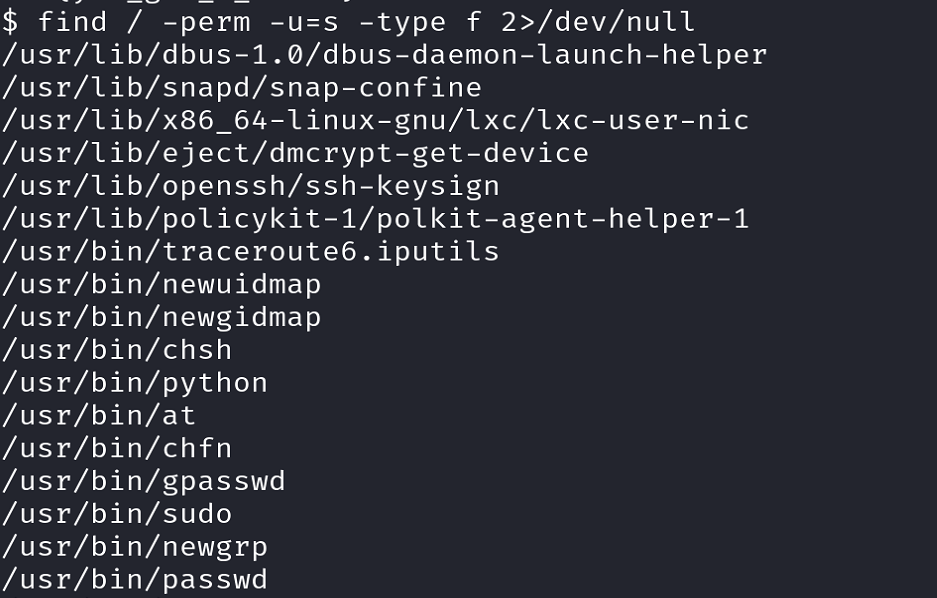 $ find / -perm -u=s -type f 2>/dev/null
/usr/lib/dbus-1.0/dbus-daemon-launch-helper
/usr/lib/snapd/snap-confine
/usr/lib/x86_64-linux-gnu/lxc/lxc-user-nic
/usr/lib/eject/dmcrypt-get-device
/usr/lib/openssh/ssh-keysign
/usr/lib/policykit-1/polkit-agent-helper-1
/usr/bin/traceroute6.iputils
/usr/bin/newuidmap
/usr/bin/newgidmap
/usr/bin/chsh
/usr/bin/python
/usr/bin/at
/usr/bin/chfn
/usr/bin/gpasswd
/usr/bin/sudo
/usr/bin/newgrp
/usr/bin/passwd